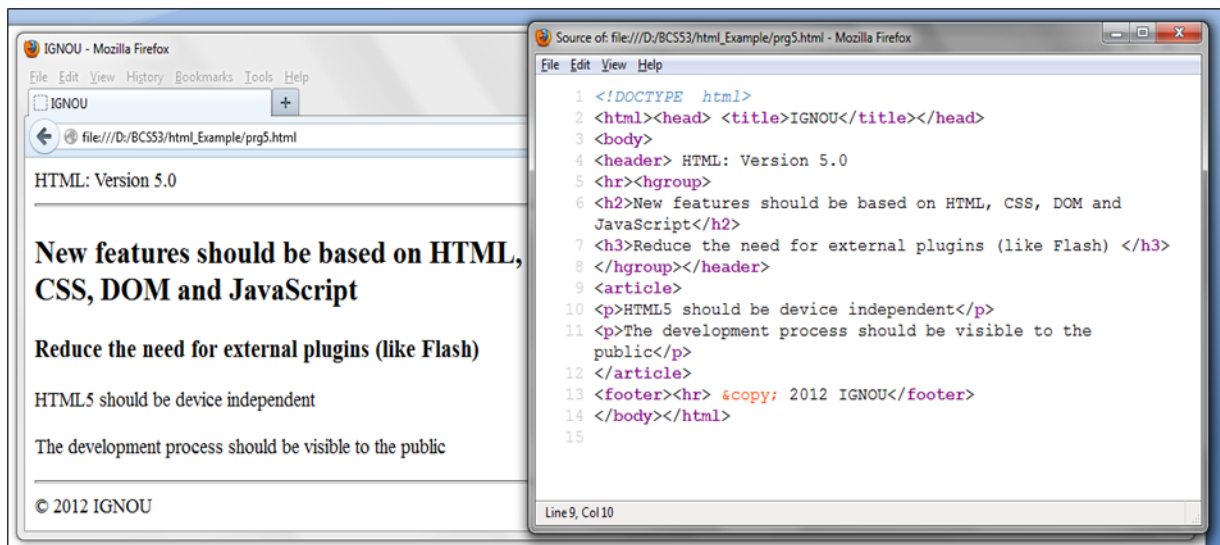 IGNOU - Mozilla Firefox
File Edit View History Bookmarks Tools Help
IGNOU +
file:///D:/BCS53/html_Example/prg5.html
HTML: Version 5.0
New features should be based on HTML,
CSS, DOM and JavaScript
Reduce the need for external plugins (like Flash)
HTML5 should be device independent
The development process should be visible to the public
© 2012 IGNOU
Source of: file:///D:/BCS53/html_Example/prg5.html - Mozilla Firefox
File Edit View Help
1 <!DOCTYPE html>
2 <html><head> <title>IGNOU</title></head>
3 <body>
4 <header> HTML: Version 5.0
5 <hr><hgroup>
6 <h2>New features should be based on HTML, CSS, DOM and
JavaScript</h2>
7 <h3>Reduce the need for external plugins (like Flash) </h3>
8 </hgroup></header>
9 <article>
10 <p>HTML5 should be device independent</p>
11 <p>The development process should be visible to the
public</p>
12 </article>
13 <footer><hr> &copy; 2012 IGNOU</footer>
14 </body></html>
15
Line 9, Col 10